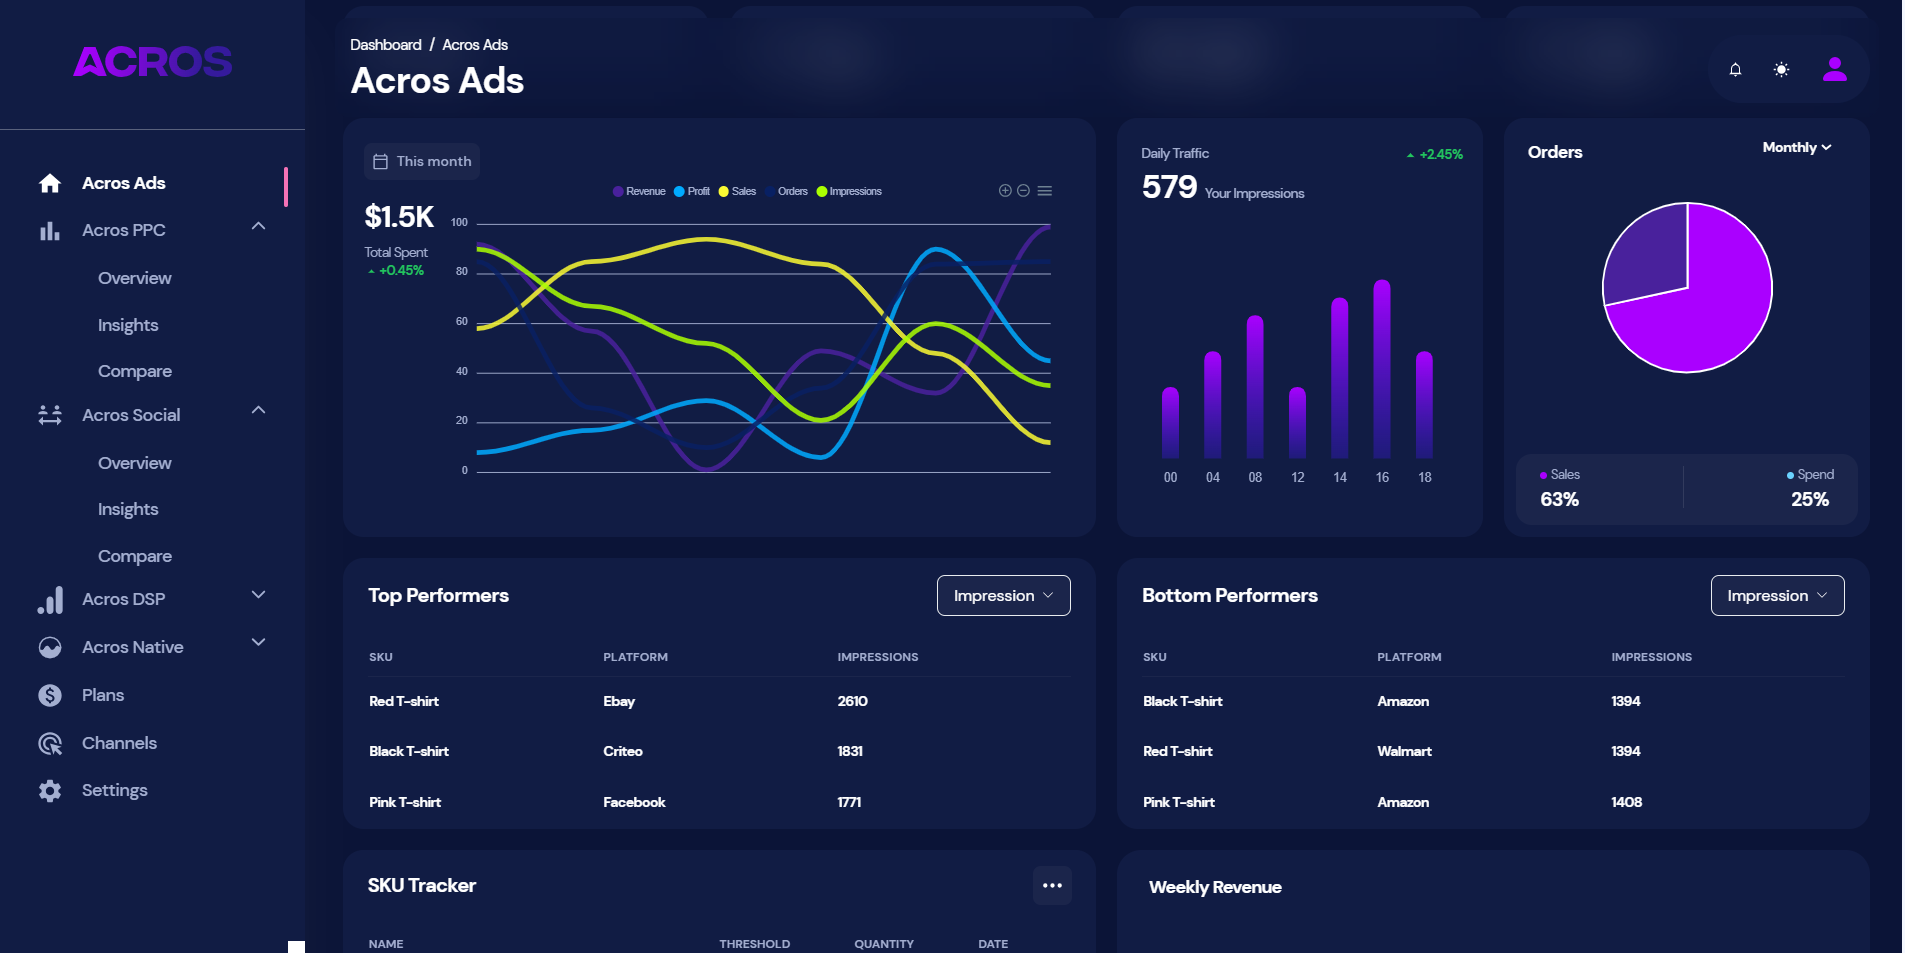 ACROS
Acros Ads
Acros PPC
Overview
Insights
Compare
Acros Social
Overview
Insights
Compare
Acros DSP
Acros Native
Plans
Channels
Settings
Dashboard / Acros Ads
Acros Ads
This month
$1.5K
Total Spent
+0.45%
Revenue Profit Sales Orders Impressions
100
80
60
40
20
0
Daily Traffic
+2.45%
579 Your Impressions
00 04 08 12 14 16 18
Orders
Monthly
Sales
63%
Spend
25%
Top Performers
Impression
SKU PLATFORM IMPRESSIONS
Red T-shirt Ebay 2610
Black T-shirt Criteo 1831
Pink T-shirt Facebook 1771
Bottom Performers
Impression
SKU PLATFORM IMPRESSIONS
Black T-shirt Amazon 1394
Red T-shirt Walmart 1394
Pink T-shirt Amazon 1408
SKU Tracker
NAME THRESHOLD QUANTITY DATE
Weekly Revenue